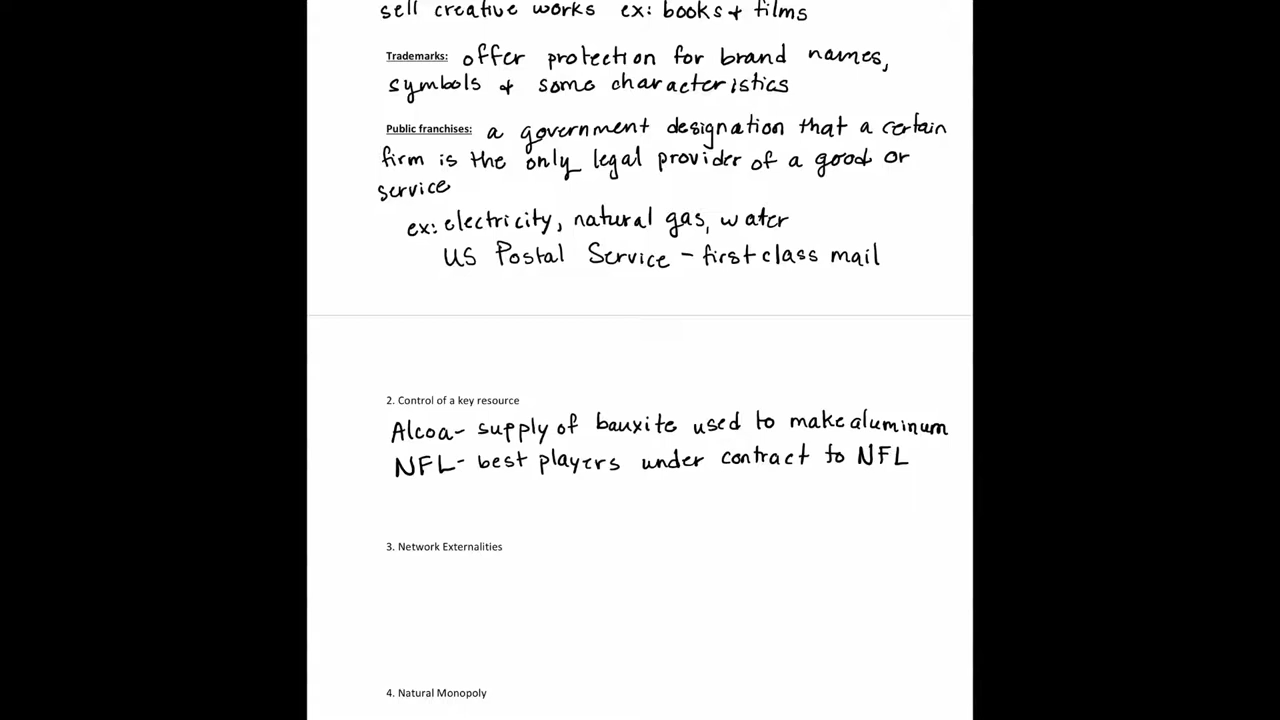 sell creative works ex: books + films
Trademarks: offer protection for brand names,
symbols + some characteristics
Public franchises: a government designation that a certain
firm is the only legal provider of a good or
service
ex: electricity, natural gas, water
US Postal Service - first class mail
2. Control of a key resource
Alcoa- supply of bauxite used to make aluminum
NFL- best players under contract to NFL
3. Network Externalities
4. Natural Monopoly